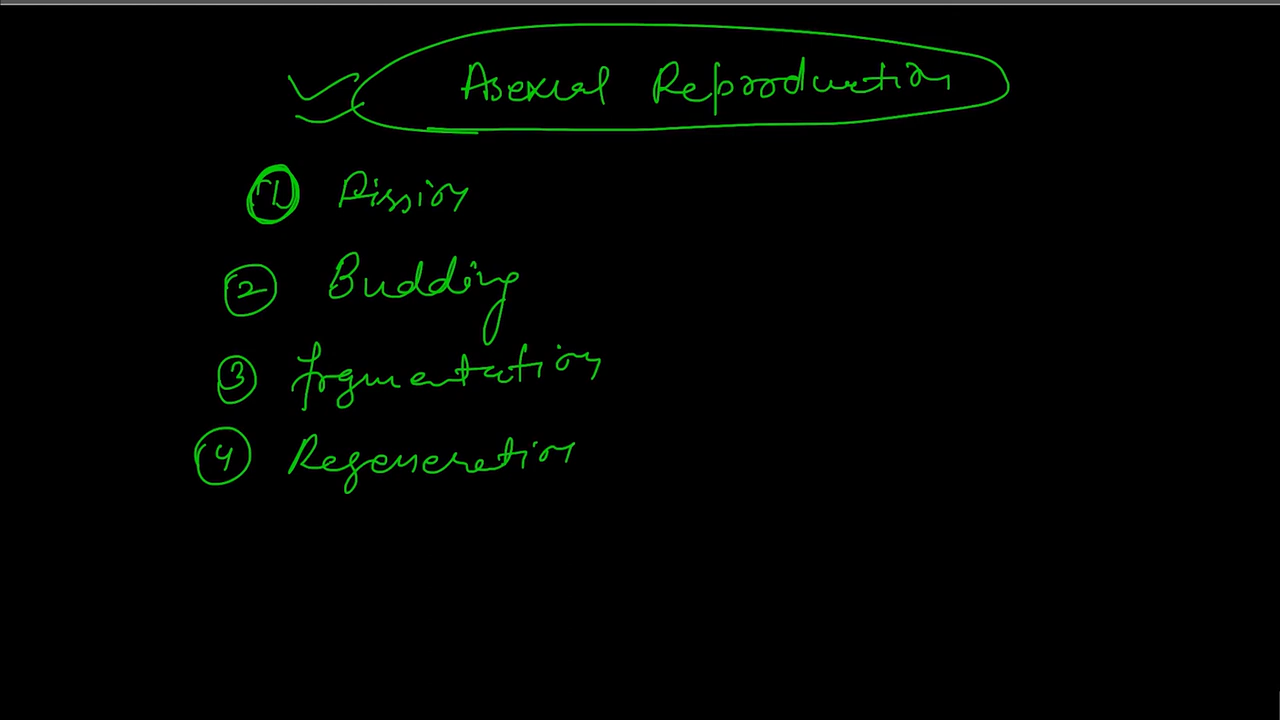 Asexual Reproduction
1 Fission
2 Budding
3 fragmentation
4 Regeneration